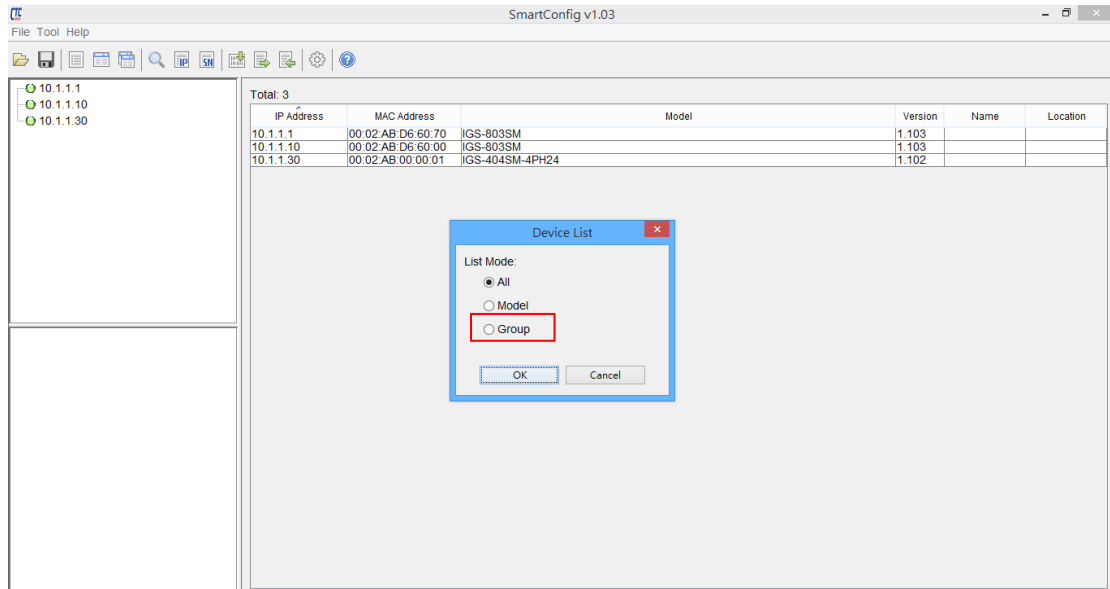 CTC
SmartConfig v1.03
File Tool Help
IP SN
10.1.1.1
10.1.1.10
10.1.1.30
Total: 3
IP Address MAC Address Model Version Name Location
10.1.1.1 00:02:AB:D6:60:70 IGS-803SM 1.103
10.1.1.10 00:02:AB:D6:60:00 IGS-803SM 1.103
10.1.1.30 00:02:AB:00:00:01 IGS-404SM-4PH24 1.102
Device List
List Mode:
All
Model
Group
OK Cancel